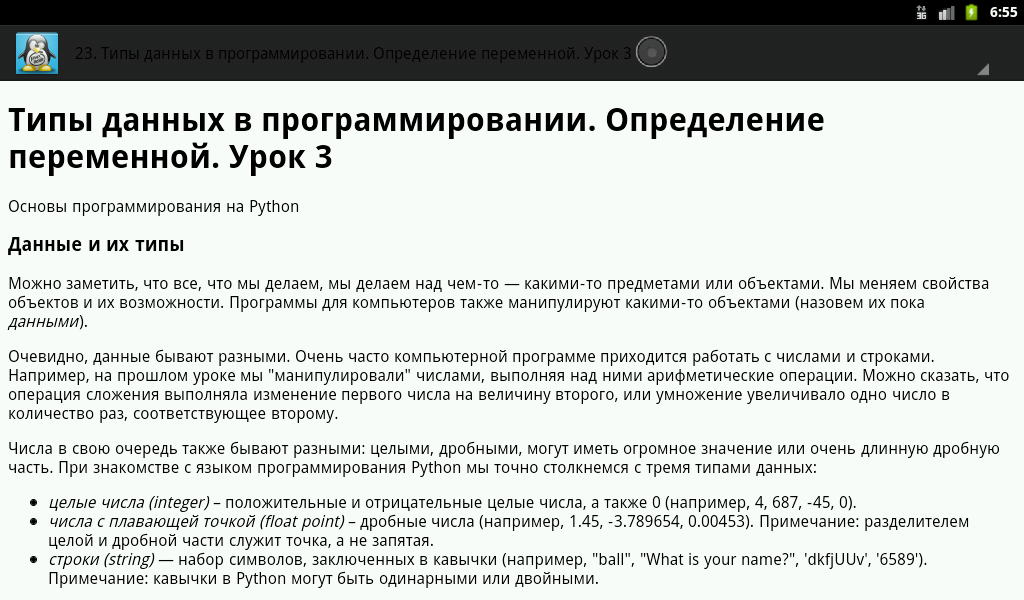 3G 6:55
23. Типы данных в программировании. Определение переменной. Урок 3
Типы данных в программировании. Определение
переменной. Урок 3
Основы программирования на Python
Данные и их типы
Можно заметить, что все, что мы делаем, мы делаем над чем-то — какими-то предметами или объектами. Мы меняем свойства
объектов и их возможности. Программы для компьютеров также манипулируют какими-то объектами (назовем их пока
данными).
Очевидно, данные бывают разными. Очень часто компьютерной программе приходится работать с числами и строками.
Например, на прошлом уроке мы "манипулировали" числами, выполняя над ними арифметические операции. Можно сказать, что
операция сложения выполняла изменение первого числа на величину второго, или умножение увеличивало одно число в
количество раз, соответствующее второму.
Числа в свою очередь также бывают разными: целыми, дробными, могут иметь огромное значение или очень длинную дробную
часть. При знакомстве с языком программирования Python мы точно столкнемся с тремя типами данных:
• целые числа (integer) – положительные и отрицательные целые числа, а также 0 (например, 4, 687, -45, 0).
• числа с плавающей точкой (float point) – дробные числа (например, 1.45, -3.789654, 0.00453). Примечание: разделителем
целой и дробной части служит точка, а не запятая.
• строки (string) — набор символов, заключенных в кавычки (например, "ball", "What is your name?", 'dkfjUUv', '6589').
Примечание: кавычки в Python могут быть одинарными или двойными.